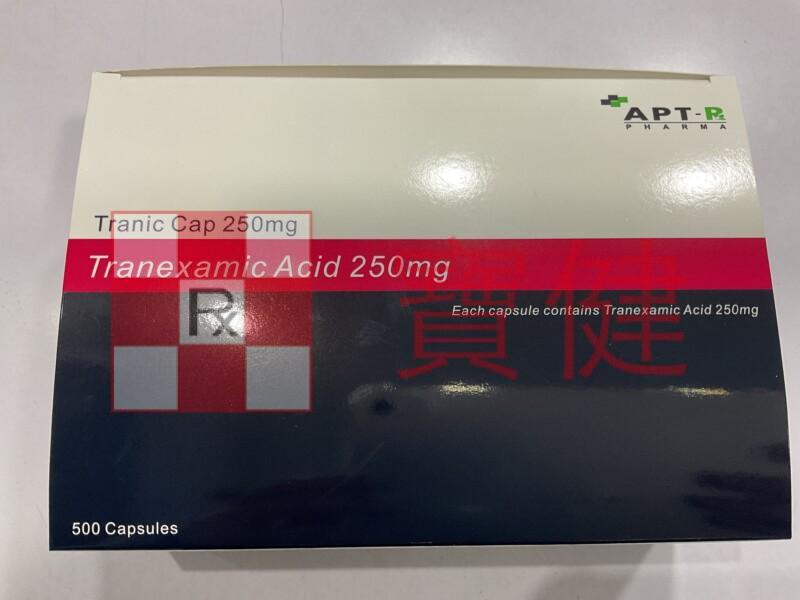 APT-Rx
PHARMA
Tranic Cap 250mg
Tranexamic Acid 250mg
Rx
寶健
Each capsule contains Tranexamic Acid 250mg
500 Capsules